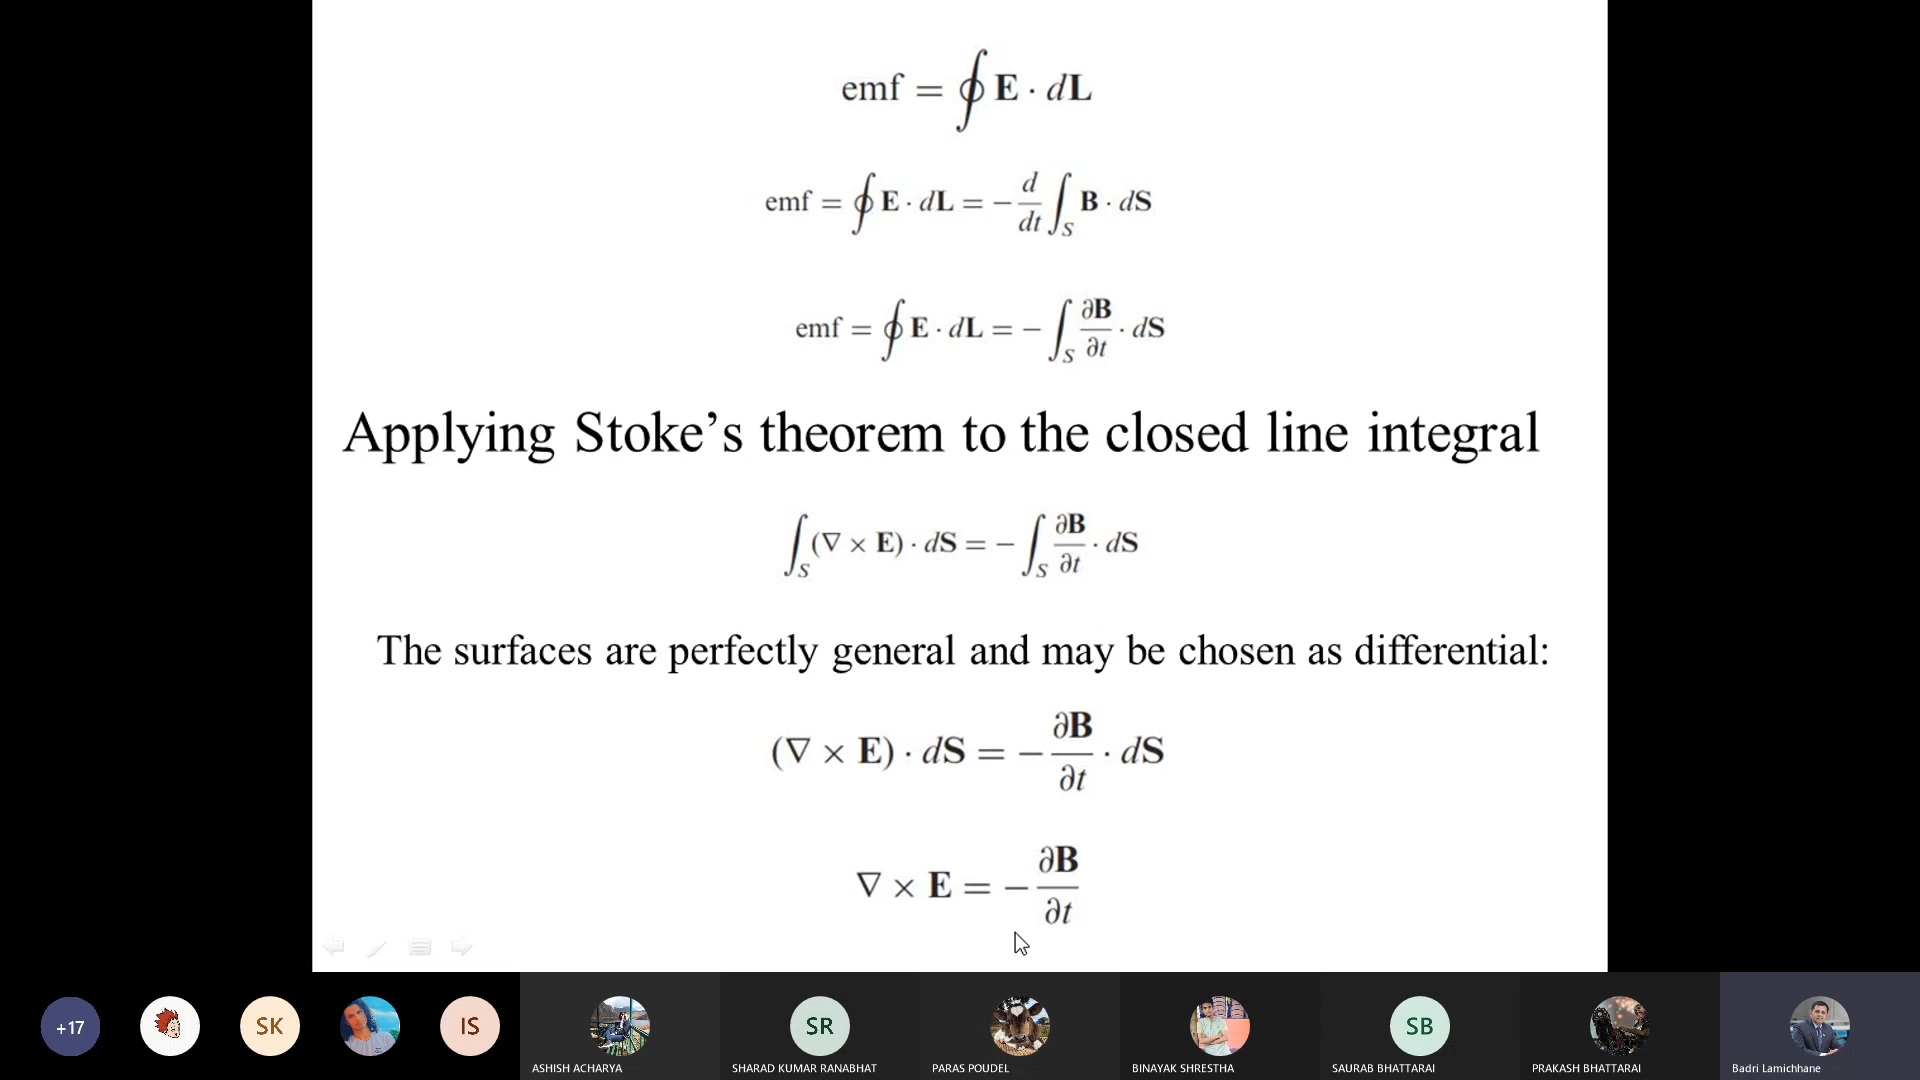 emf = ∮ E · dL
emf = ∮ E · dL = − d/dt ∫_S B · dS
emf = ∮ E · dL = − ∫_S ∂B/∂t · dS
Applying Stoke’s theorem to the closed line integral
∫_S (∇ × E) · dS = − ∫_S ∂B/∂t · dS
The surfaces are perfectly general and may be chosen as differential:
(∇ × E) · dS = − ∂B/∂t · dS
∇ × E = − ∂B/∂t
+17
SK
IS
SR
SB
ASHISH ACHARYA
SHARAD KUMAR RANABHAT
PARAS POUDEL
BINAYAK SHRESTHA
SAURAB BHATTARAI
PRAKASH BHATTARAI
Badri Lamichhane